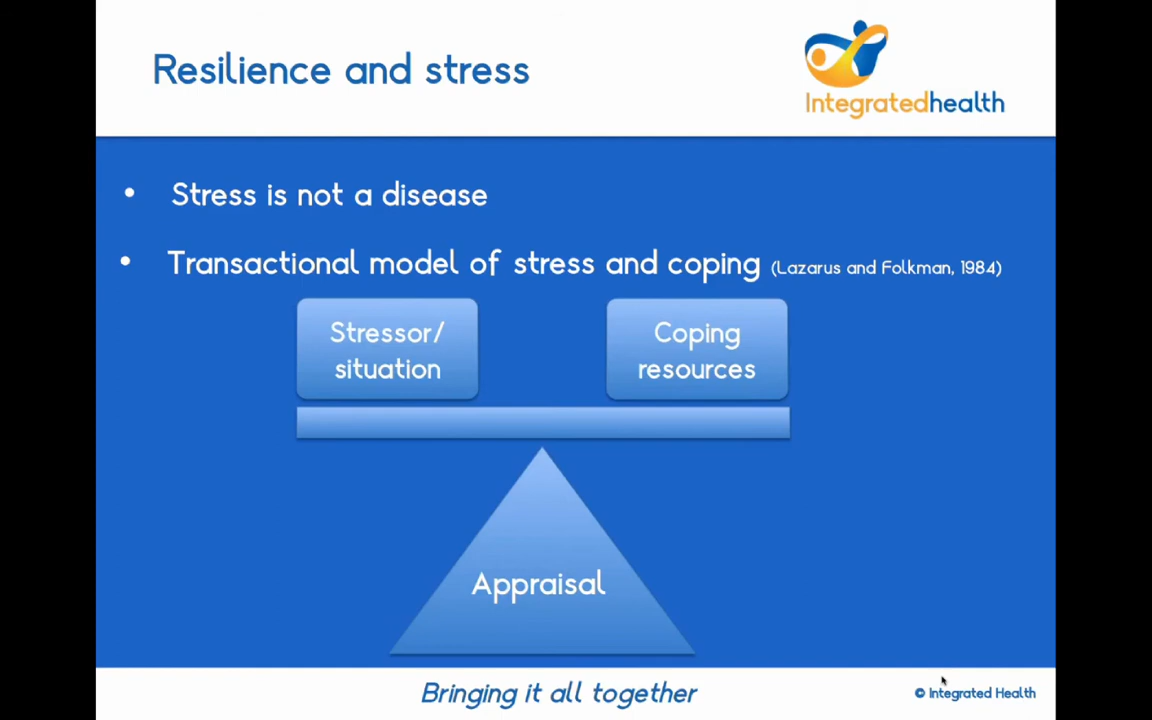 Resilience and stress
Integratedhealth
• Stress is not a disease
• Transactional model of stress and coping (Lazarus and Folkman, 1984)
Stressor/
situation
Coping
resources
Appraisal
Bringing it all together
© Integrated Health